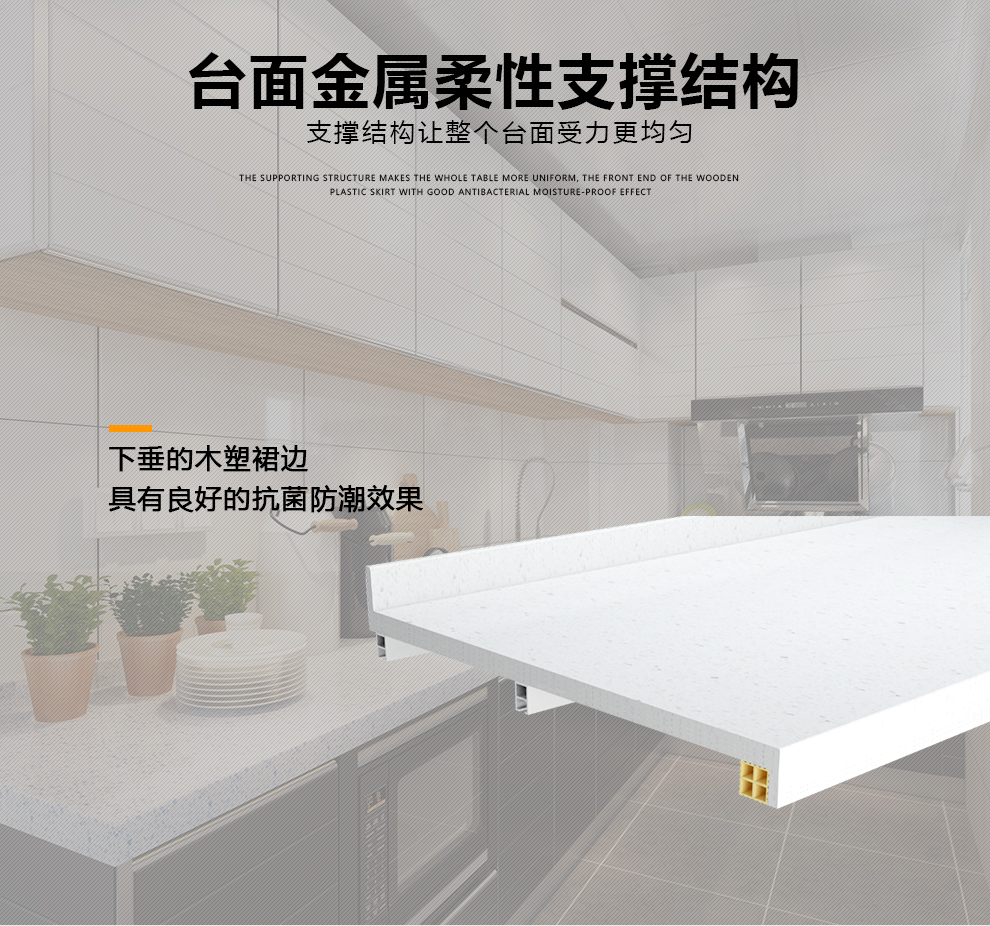 台面金属柔性支撑结构
支撑结构让整个台面受力更均匀
THE SUPPORTING STRUCTURE MAKES THE WHOLE TABLE MORE UNIFORM, THE FRONT END OF THE WOODEN
PLASTIC SKIRT WITH GOOD ANTIBACTERIAL MOISTURE-PROOF EFFECT
下垂的木塑裙边
具有良好的抗菌防潮效果